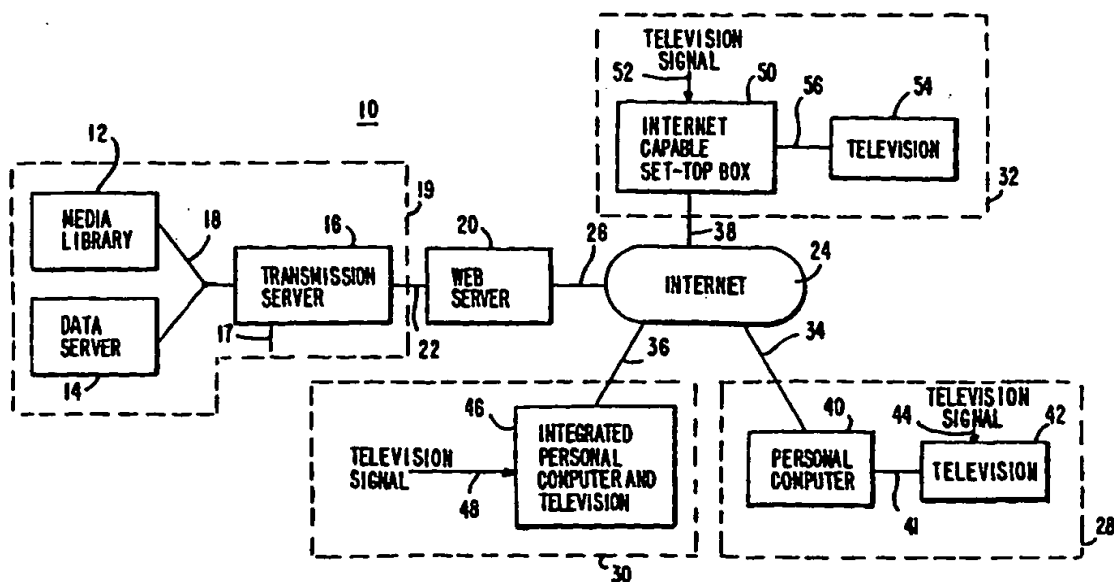 10
12
MEDIA
LIBRARY
18
DATA
SERVER
14
16
TRANSMISSION
SERVER
17
19
22
20
WEB
SERVER
26
INTERNET
24
TELEVISION
SIGNAL
52
50
INTERNET
CAPABLE
SET-TOP BOX
56
54
TELEVISION
32
38
36
34
46
TELEVISION
SIGNAL
48
INTEGRATED
PERSONAL
COMPUTER AND
TELEVISION
30
40
PERSONAL
COMPUTER
41
TELEVISION
SIGNAL
44
42
TELEVISION
28